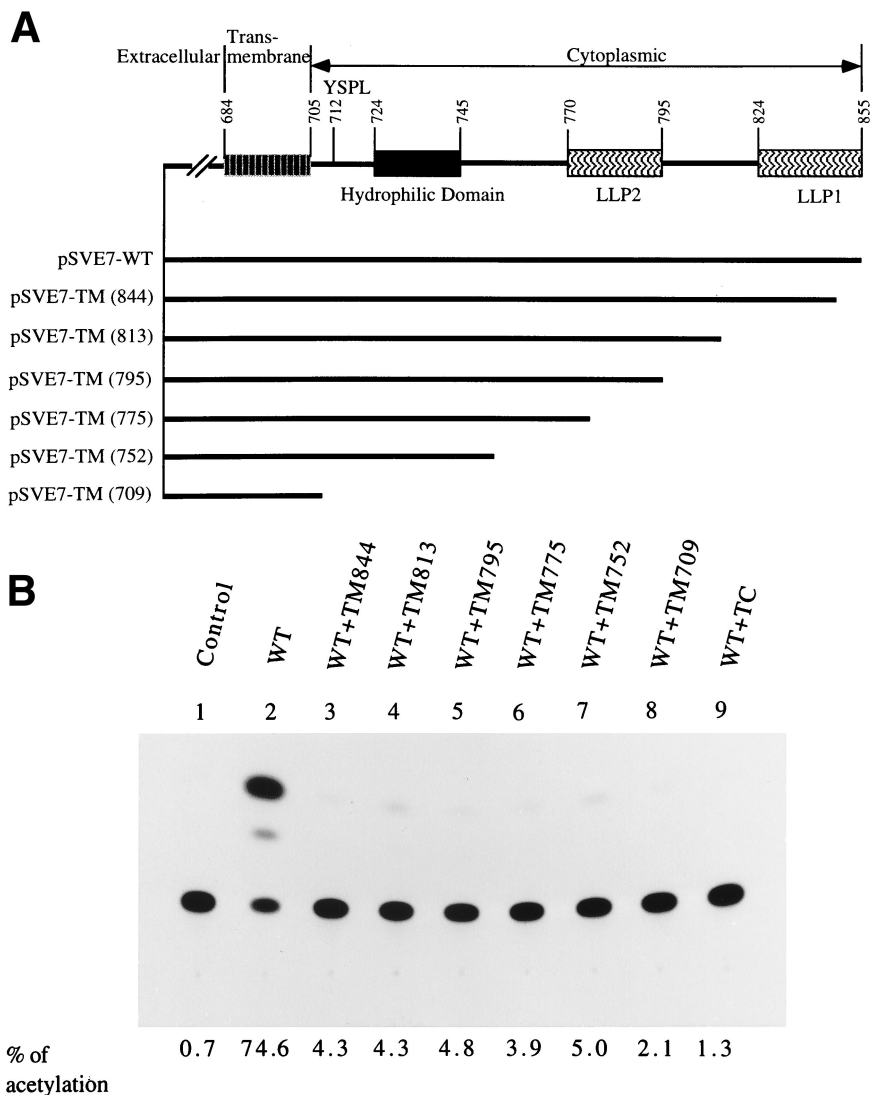 A
Trans-
Extracellular membrane Cytoplasmic
YSPL
684 705 712 724 745 770 795 824 855
Hydrophilic Domain LLP2 LLP1
pSVE7-WT
pSVE7-TM (844)
pSVE7-TM (813)
pSVE7-TM (795)
pSVE7-TM (775)
pSVE7-TM (752)
pSVE7-TM (709)
B
Control WT WT+TM844 WT+TM813 WT+TM795 WT+TM775 WT+TM752 WT+TM709 WT+TC
1 2 3 4 5 6 7 8 9
% of 0.7 74.6 4.3 4.3 4.8 3.9 5.0 2.1 1.3
acetylation